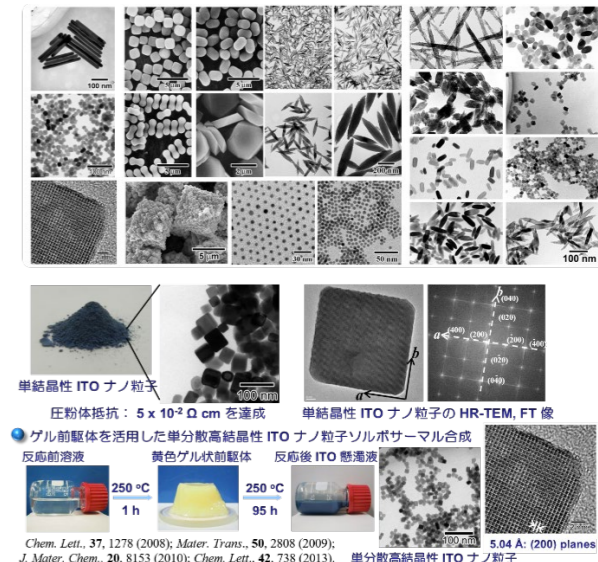 100 nm
5 μm
5 μm
5 μm
2 μm
200 nm
5 μm
50 nm
100 nm
単結晶性 ITO ナノ粒子
100 nm
圧粉体抵抗： 5 x 10⁻² Ω cm を達成
a
b
単結晶性 ITO ナノ粒子の HR-TEM, FT 像
b
(040)
(020)
a
(400)
(200)
(200)
(400)
(020)
(040)
ゲル前駆体を活用した単分散高結晶性 ITO ナノ粒子ソルボサーマル合成
反応前溶液
黄色ゲル状前駆体
反応後 ITO 懸濁液
250 °C
1 h
250 °C
95 h
100 nm
5.04 Å: (200) planes
単分散高結晶性 ITO ナノ粒子
Chem. Lett., 37, 1278 (2008); Mater. Trans., 50, 2808 (2009);
J. Mater. Chem., 20, 8153 (2010); Chem. Lett., 42, 738 (2013).